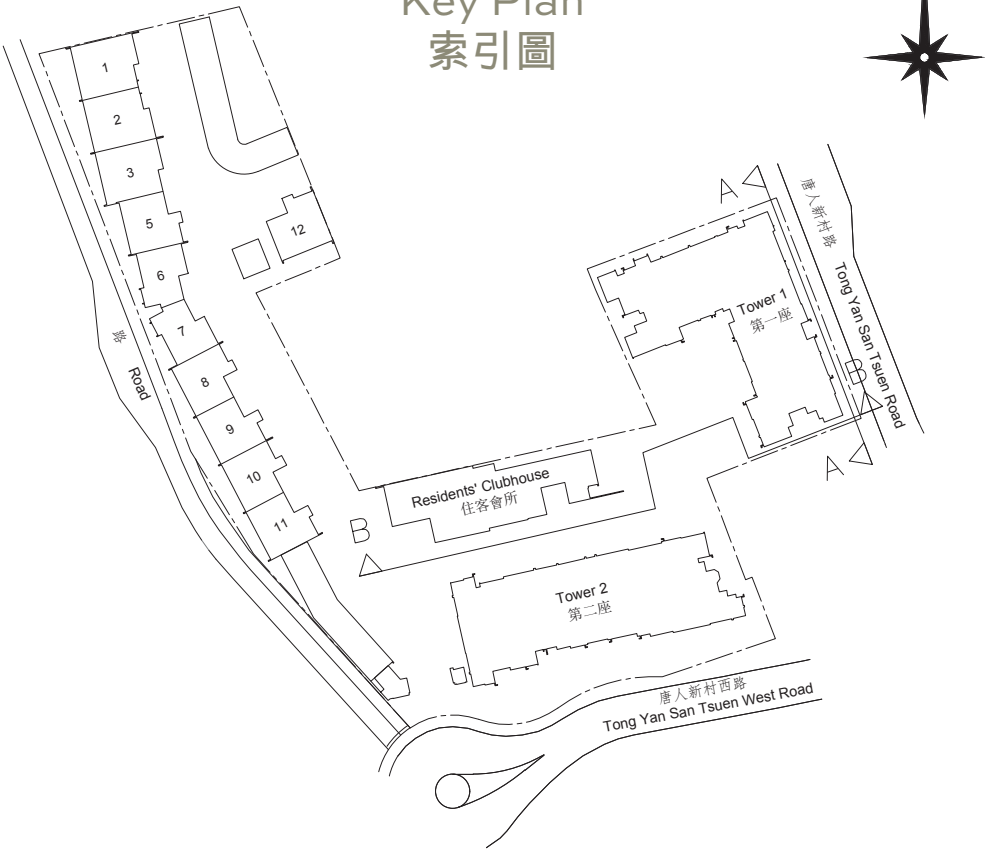 Key Plan
索引圖
1
2
3
5
6
7
8
9
10
11
12
路
Road
A
唐人新村路
Tong Yan San Tsuen Road
Tower 1
第一座
B
A
Residents' Clubhouse
住客會所
B
Tower 2
第二座
唐人新村西路
Tong Yan San Tsuen West Road